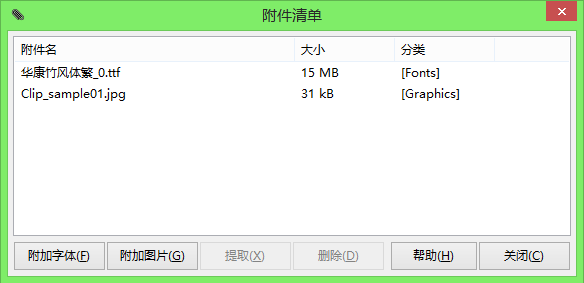 附件清单
附件名 大小 分类
华康竹风体繁_0.ttf 15 MB [Fonts]
Clip_sample01.jpg 31 kB [Graphics]
附加字体(F) 附加图片(G) 提取(X) 删除(D) 帮助(H) 关闭(C)